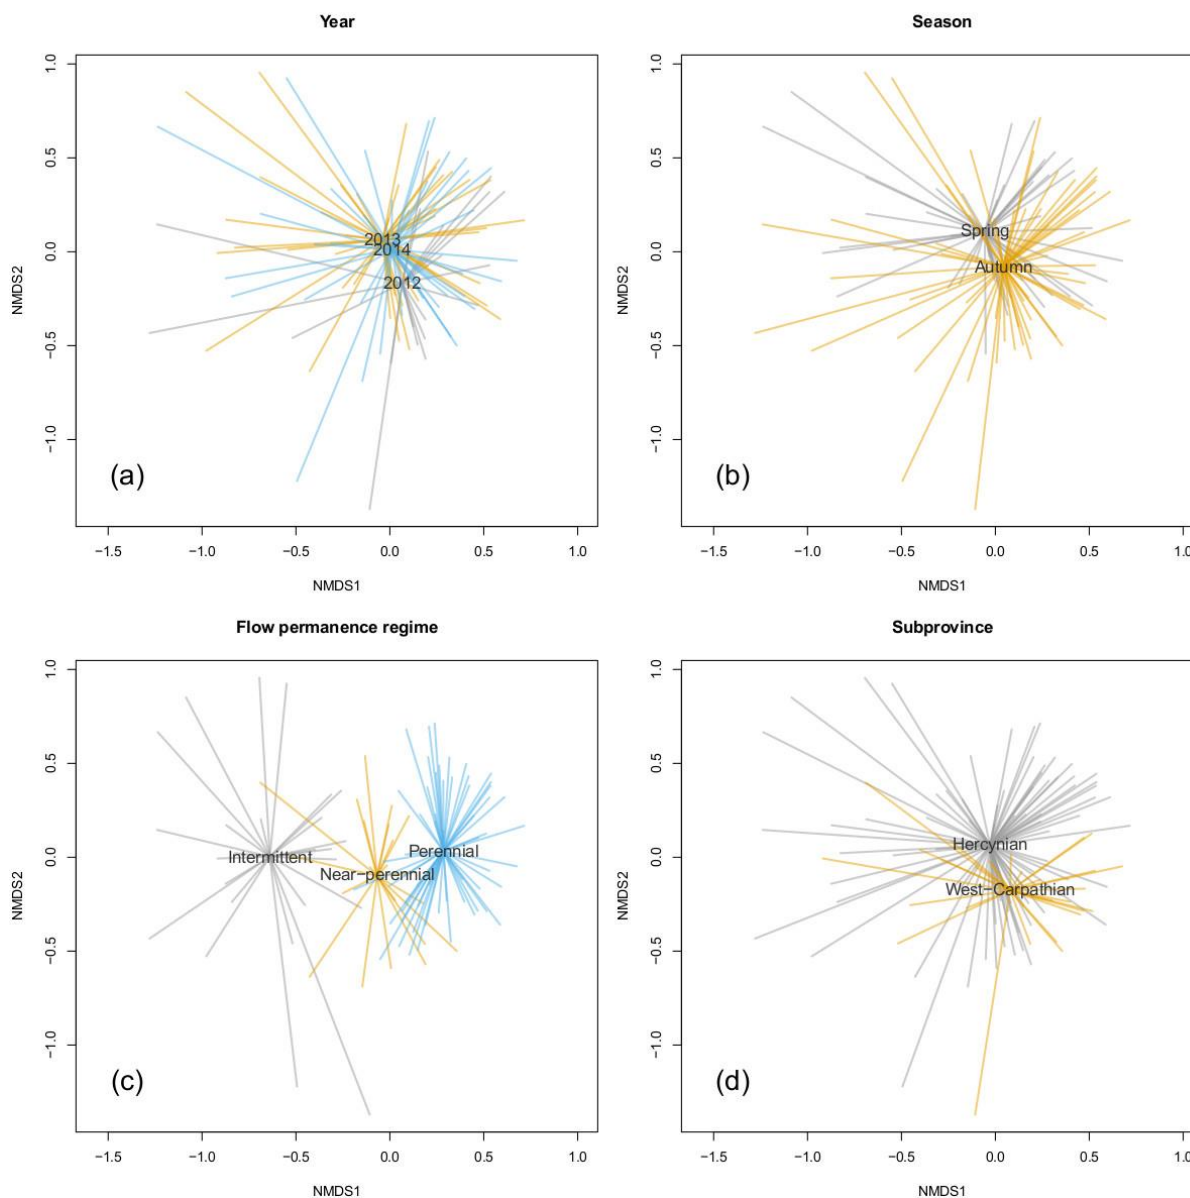 Year
1.0
0.5
0.0
−0.5
−1.0
NMDS2
2013
2014
2012
(a)
−1.5 −1.0 −0.5 0.0 0.5 1.0
NMDS1
Season
1.0
0.5
0.0
−0.5
−1.0
NMDS2
Spring
Autumn
(b)
−1.5 −1.0 −0.5 0.0 0.5 1.0
NMDS1
Flow permanence regime
1.0
0.5
0.0
−0.5
−1.0
NMDS2
Perennial
Intermittent
Near−perennial
(c)
−1.5 −1.0 −0.5 0.0 0.5 1.0
NMDS1
Subprovince
1.0
0.5
0.0
−0.5
−1.0
NMDS2
Hercynian
West−Carpathian
(d)
−1.5 −1.0 −0.5 0.0 0.5 1.0
NMDS1